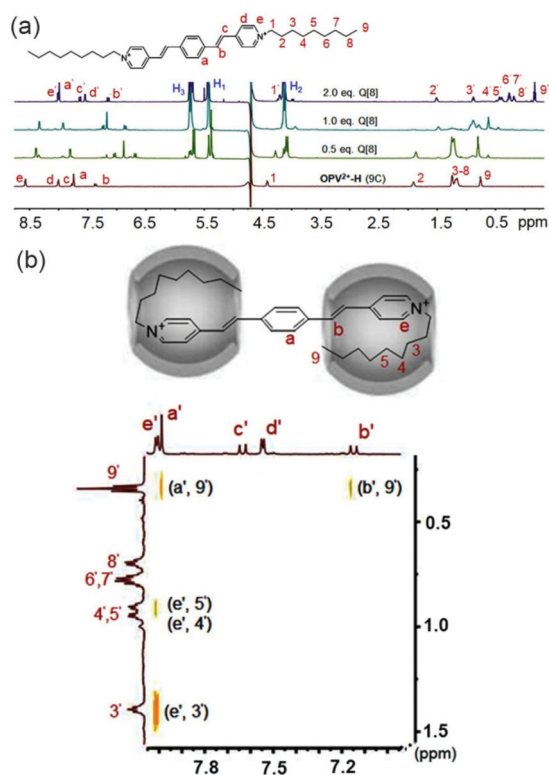 (a)
d e 1 3 5 7 9
c 2 4 6 8
N+ N+
a b
e' a' c' d' b' H3 H1 1' H2 2' 3' 4' 5' 6' 7' 8' 9'
2.0 eq. Q[8]
1.0 eq. Q[8]
0.5 eq. Q[8]
e d c a b 1 OPV2+-H (9C) 2 3-8 9
8.5 7.5 6.5 5.5 4.5 3.5 2.5 1.5 0.5 ppm
(b)
N+ a b e N+
9 5 4 3
e' a' c' d' b'
9' (a', 9') (b', 9')
0.5
8'
6', 7'
4', 5' (e', 5')
(e', 4')
1.0
3' (e', 3')
1.5
7.8 7.5 7.2 (ppm)